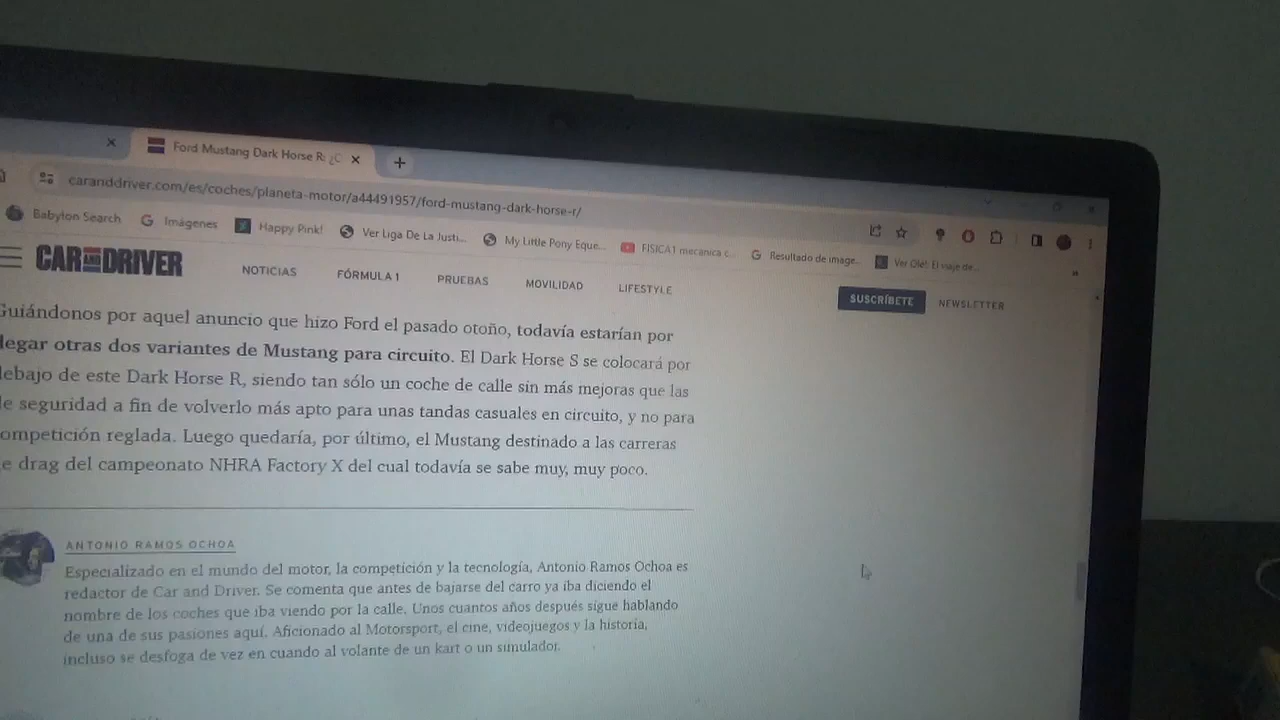 Ford Mustang Dark Horse R: ¿C
caranddriver.com/es/coches/planeta-motor/a44491957/ford-mustang-dark-horse-r/
Babylon Search Imágenes Happy Pink! Ver Liga De La Justi... My Little Pony Eque... FISICA1 mecanica c... Resultado de image... Ver Olé! El viaje de...
CAR AND DRIVER NOTICIAS FÓRMULA 1 PRUEBAS MOVILIDAD LIFESTYLE SUSCRÍBETE NEWSLETTER
Guiándonos por aquel anuncio que hizo Ford el pasado otoño, todavía estarían por
legar otras dos variantes de Mustang para circuito. El Dark Horse S se colocará por
debajo de este Dark Horse R, siendo tan sólo un coche de calle sin más mejoras que las
de seguridad a fin de volverlo más apto para unas tandas casuales en circuito, y no para
ompetición reglada. Luego quedaría, por último, el Mustang destinado a las carreras
e drag del campeonato NHRA Factory X del cual todavía se sabe muy, muy poco.
ANTONIO RAMOS OCHOA
Especializado en el mundo del motor, la competición y la tecnología, Antonio Ramos Ochoa es
redactor de Car and Driver. Se comenta que antes de bajarse del carro ya iba diciendo el
nombre de los coches que iba viendo por la calle. Unos cuantos años después sigue hablando
de una de sus pasiones aquí. Aficionado al Motorsport, el cine, videojuegos y la historia,
incluso se desfoga de vez en cuando al volante de un kart o un simulador.